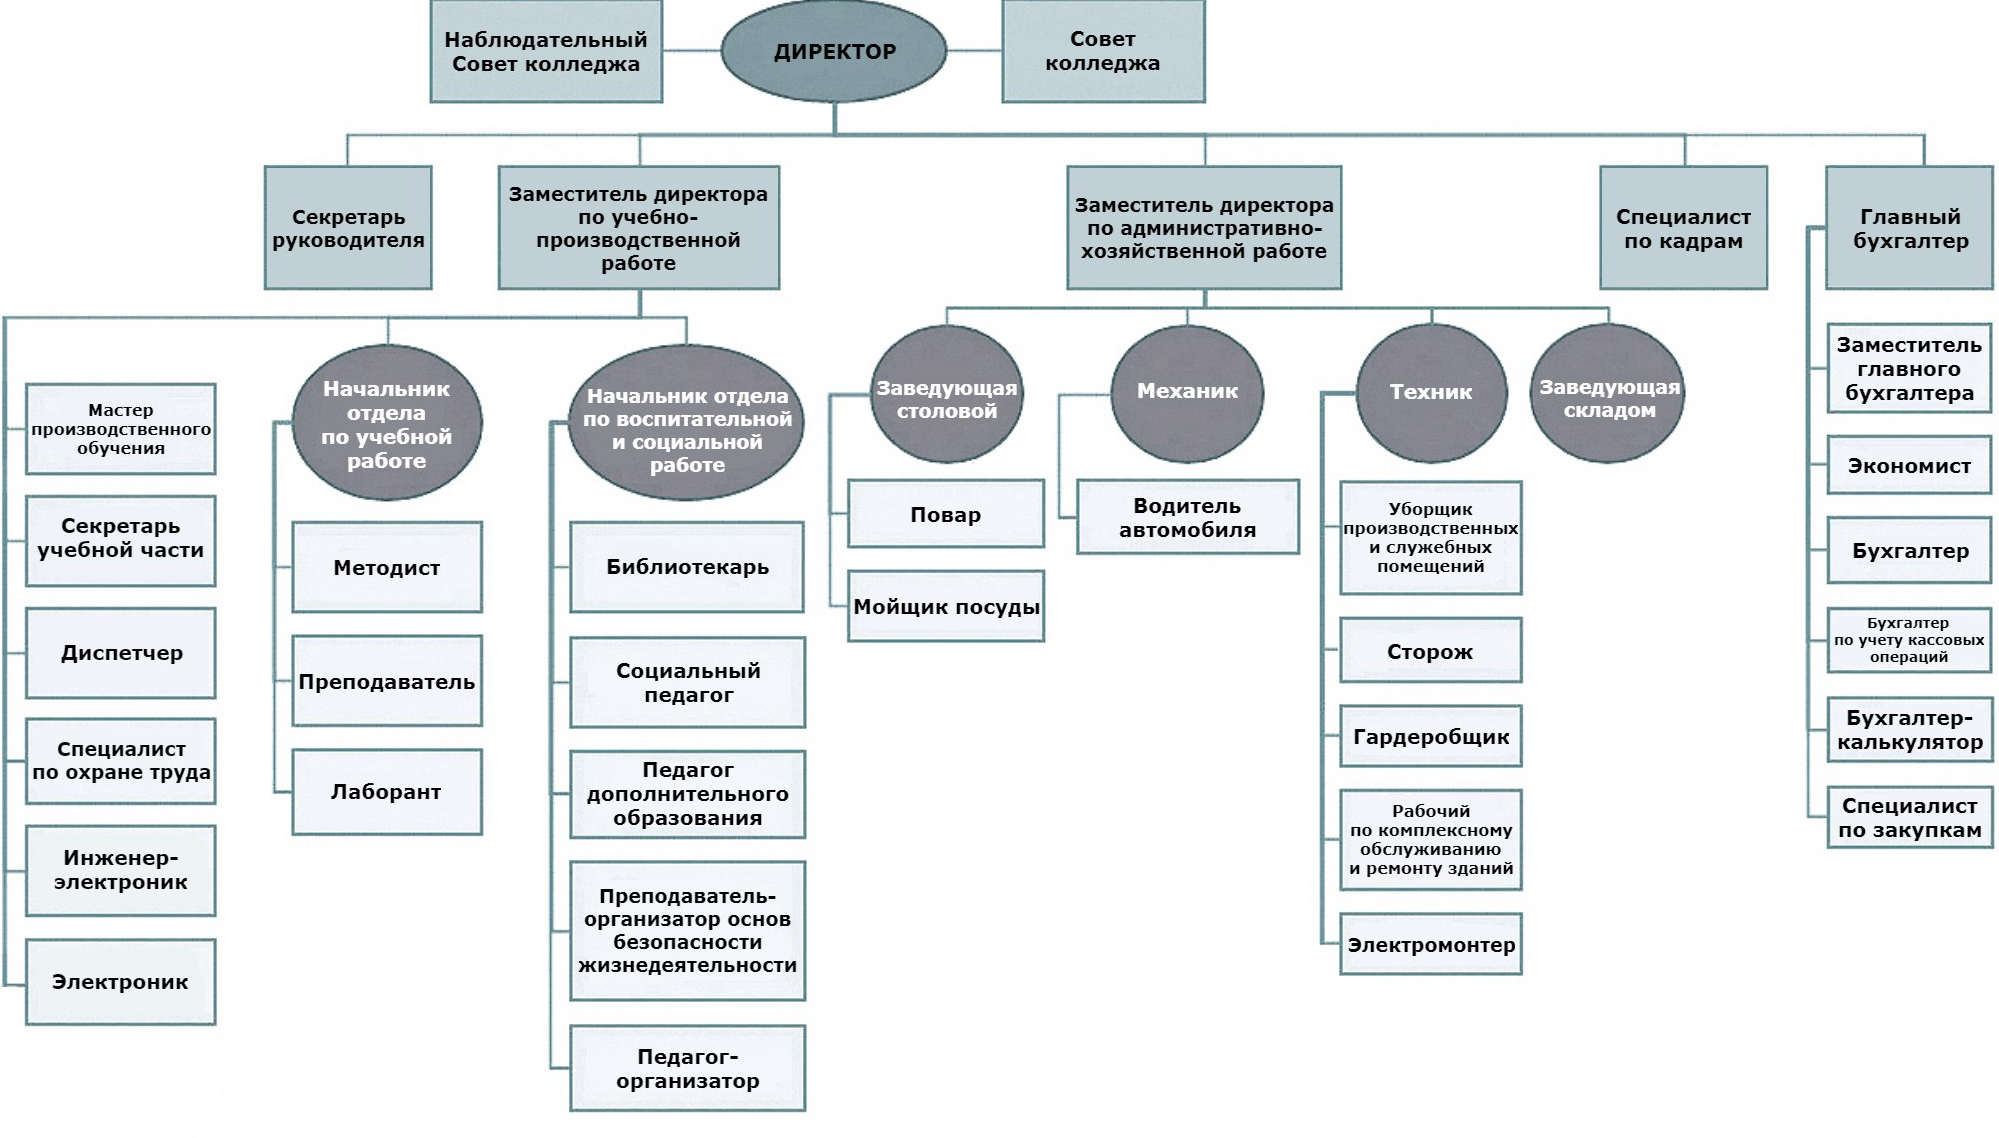 Наблюдательный
Совет колледжа
ДИРЕКТОР
Совет
колледжа
Секретарь
руководителя
Заместитель директора
по учебно-
производственной
работе
Заместитель директора
по административно-
хозяйственной работе
Специалист
по кадрам
Главный
бухгалтер
Мастер
производственного
обучения
Секретарь
учебной части
Диспетчер
Специалист
по охране труда
Инженер-
электроник
Электроник
Начальник
отдела
по учебной
работе
Методист
Преподаватель
Лаборант
Начальник отдела
по воспитательной
и социальной
работе
Библиотекарь
Социальный
педагог
Педагог
дополнительного
образования
Преподаватель-
организатор основ
безопасности
жизнедеятельности
Педагог-
организатор
Заведующая
столовой
Повар
Мойщик посуды
Механик
Водитель
автомобиля
Техник
Уборщик
производственных
и служебных
помещений
Сторож
Гардеробщик
Рабочий
по комплексному
обслуживанию
и ремонту зданий
Электромонтер
Заведующая
складом
Заместитель
главного
бухгалтера
Экономист
Бухгалтер
Бухгалтер
по учету кассовых
операций
Бухгалтер-
калькулятор
Специалист
по закупкам